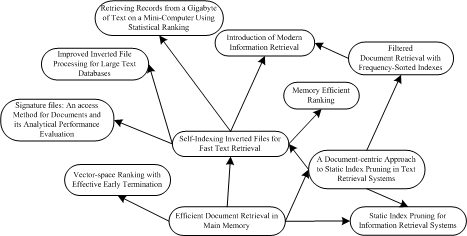 Retrieving Records from a Gigabyte
of Text on a Mini-Computer Using
Statistical Ranking
Introduction of Modern
Information Retrieval
Filtered
Document Retrieval with
Frequency-Sorted Indexes
Improved Inverted File
Processing for Large Text
Databases
Memory Efficient
Ranking
Signature files: An access
Method for Documents and
its Analytical Performance
Evaluation
Self-Indexing Inverted Files for
Fast Text Retrieval
A Document-centric Approach
to Static Index Pruning in Text
Retrieval Systems
Vector-space Ranking with
Effective Early Termination
Efficient Document Retrieval in
Main Memory
Static Index Pruning for
Information Retrieval Systems